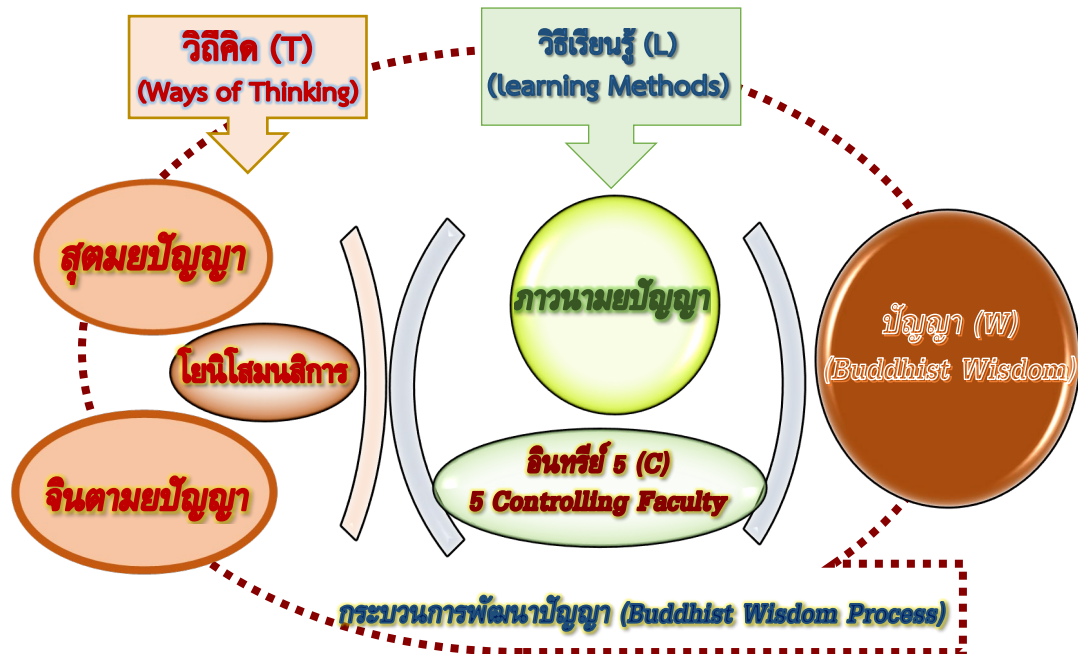 วิถีคิด (T)
(Ways of Thinking)
วิธีเรียนรู้ (L)
(learning Methods)
สุตมยปัญญา
โยนิโสมนสิการ
จินตามยปัญญา
ภาวนามยปัญญา
อินทรีย์ 5 (C)
5 Controlling Faculty
ปัญญา (W)
(Buddhist Wisdom)
กระบวนการพัฒนาปัญญา (Buddhist Wisdom Process)